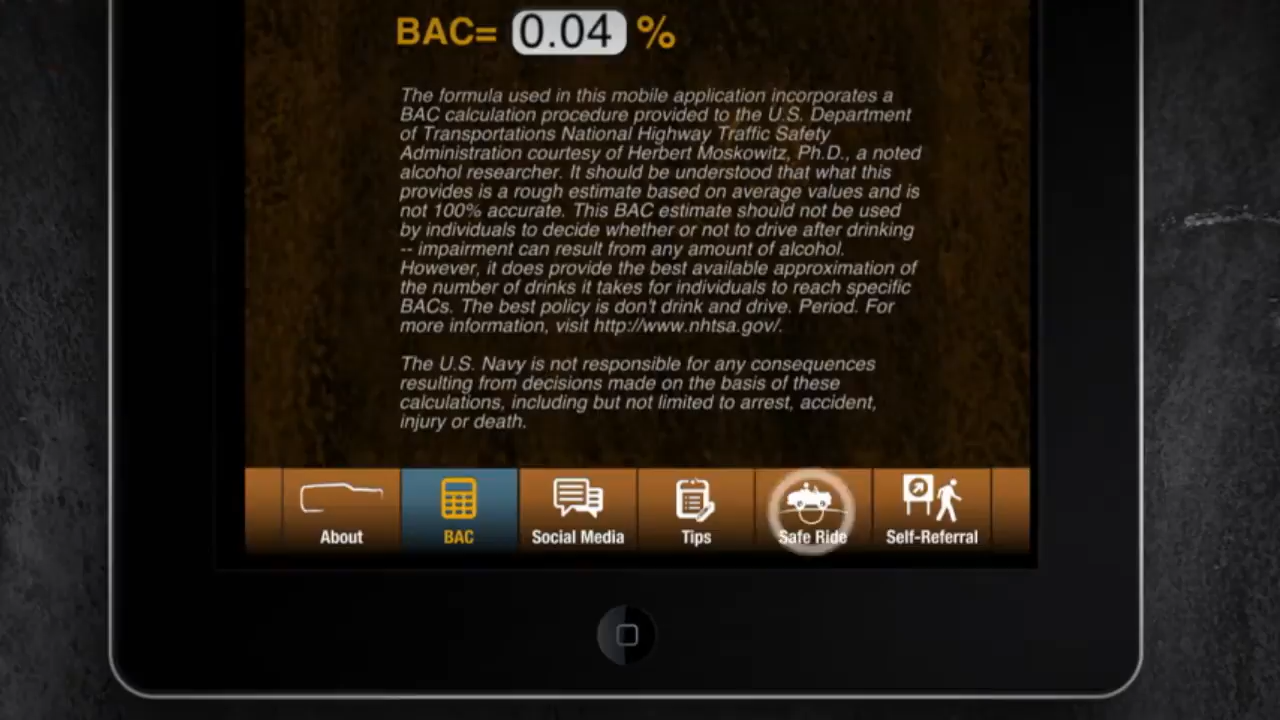 BAC= 0.04 %
The formula used in this mobile application incorporates a
BAC calculation procedure provided to the U.S. Department
of Transportations National Highway Traffic Safety
Administration courtesy of Herbert Moskowitz, Ph.D., a noted
alcohol researcher. It should be understood that what this
provides is a rough estimate based on average values and is
not 100% accurate. This BAC estimate should not be used
by individuals to decide whether or not to drive after drinking
-- impairment can result from any amount of alcohol.
However, it does provide the best available approximation of
the number of drinks it takes for individuals to reach specific
BACs. The best policy is don't drink and drive. Period. For
more information, visit http://www.nhtsa.gov/.
The U.S. Navy is not responsible for any consequences
resulting from decisions made on the basis of these
calculations, including but not limited to arrest, accident,
injury or death.
About BAC Social Media Tips Safe Ride Self-Referral